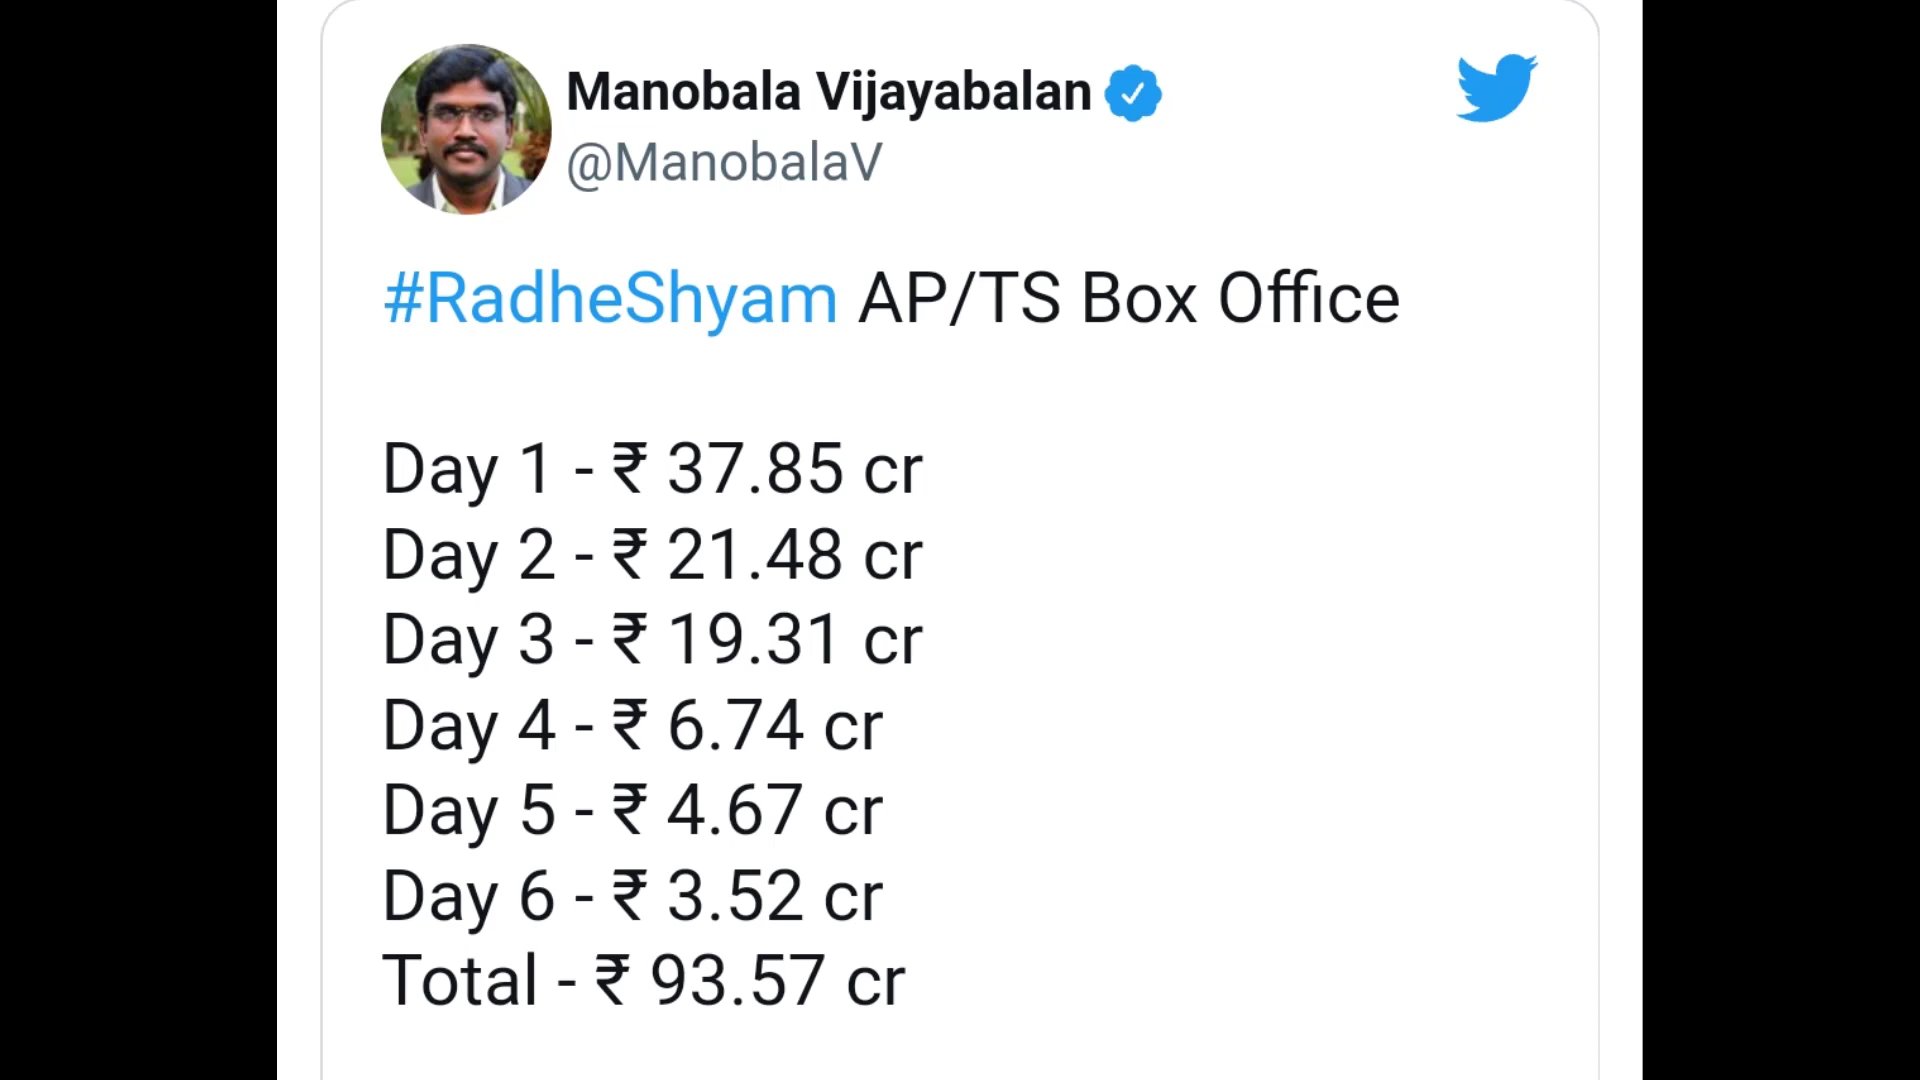 Manobala Vijayabalan
@ManobalaV
#RadheShyam AP/TS Box Office
Day 1 - ₹ 37.85 cr
Day 2 - ₹ 21.48 cr
Day 3 - ₹ 19.31 cr
Day 4 - ₹ 6.74 cr
Day 5 - ₹ 4.67 cr
Day 6 - ₹ 3.52 cr
Total - ₹ 93.57 cr